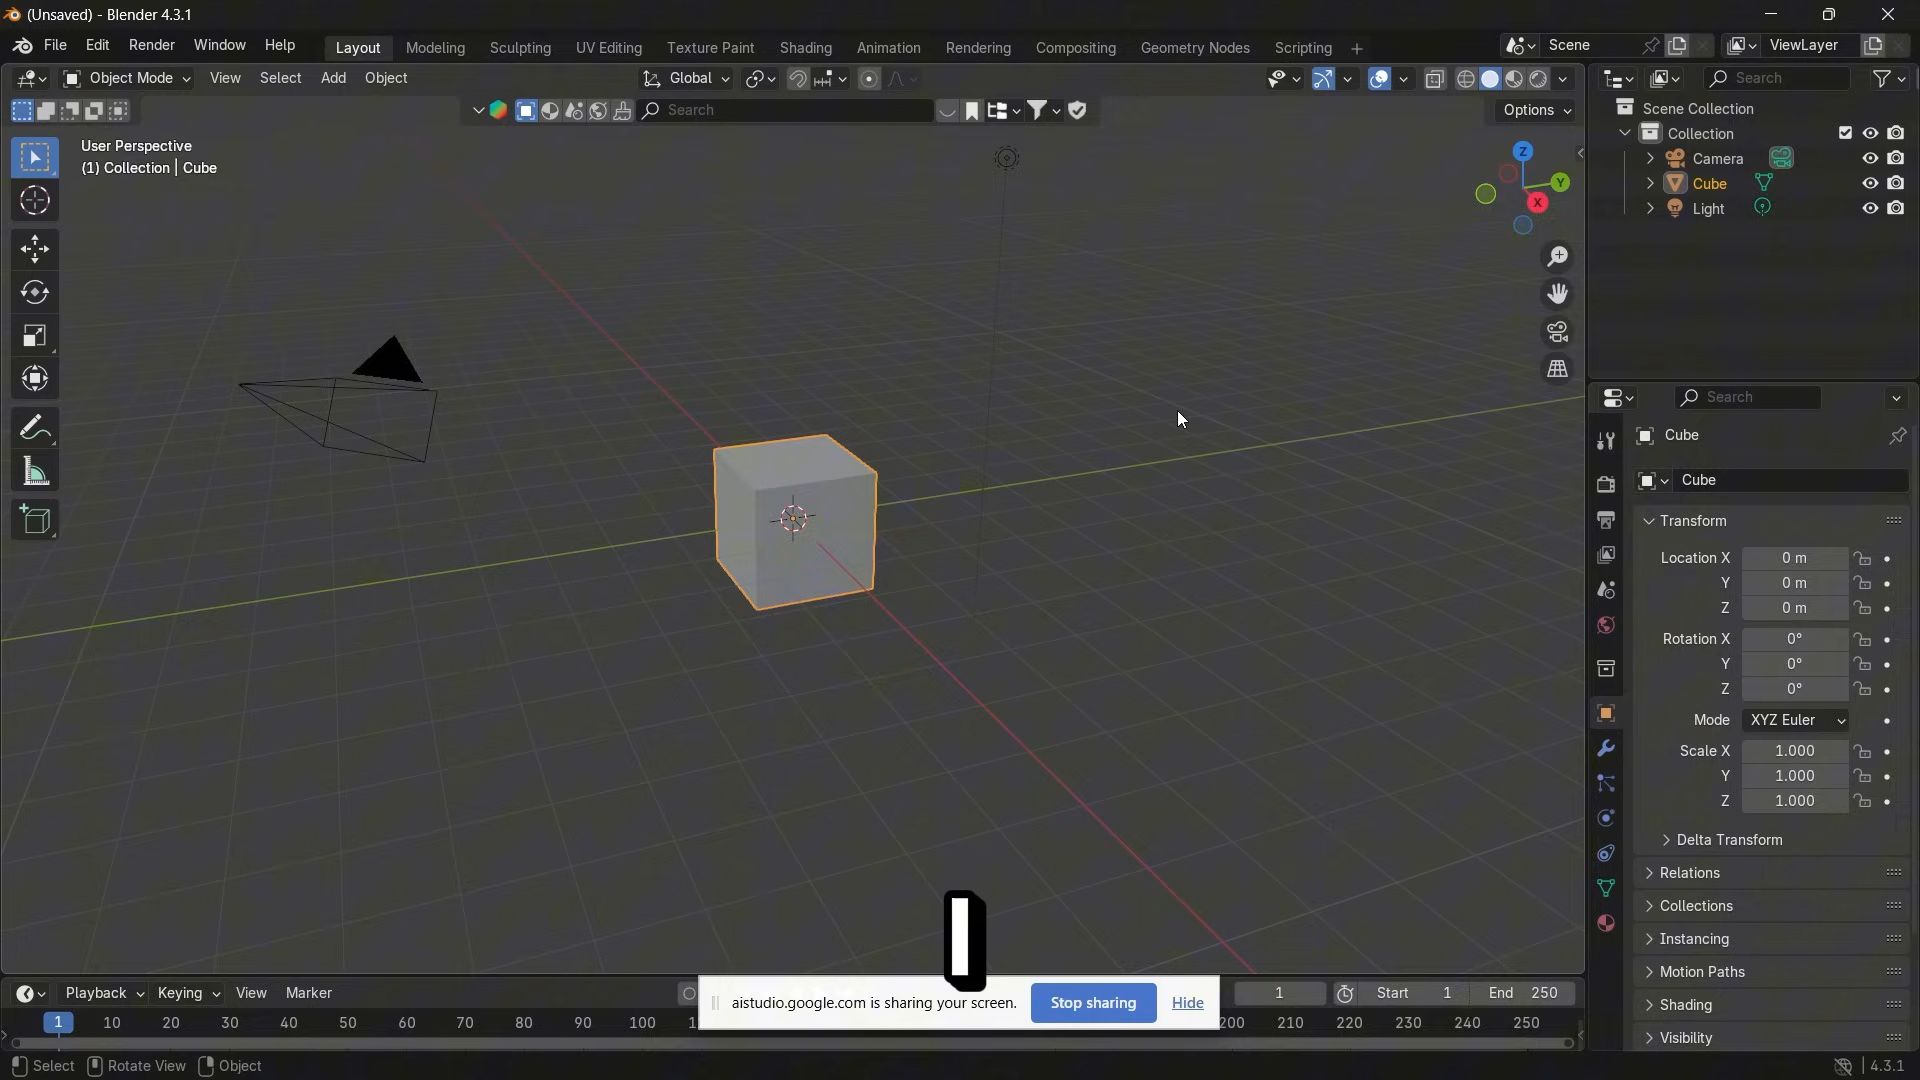 (Unsaved) - Blender 4.3.1
File Edit Render Window Help Layout Modeling Sculpting UV Editing Texture Paint Shading Animation Rendering Compositing Geometry Nodes Scripting + Scene ViewLayer
Object Mode View Select Add Object Global Search
Search Options
Scene Collection
User Perspective
(1) Collection | Cube
Collection
Camera
Cube
Light
Z
Y
X
Search
Cube
Cube
Transform
Location X 0 m
Y 0 m
Z 0 m
Rotation X 0°
Y 0°
Z 0°
Mode XYZ Euler
Scale X 1.000
Y 1.000
Z 1.000
Delta Transform
Relations
Collections
Instancing
Motion Paths
Shading
Visibility
I
Playback Keying View Marker
aistudio.google.com is sharing your screen. Stop sharing Hide
1 Start 1 End 250
1 10 20 30 40 50 60 70 80 90 100 200 210 220 230 240 250
Select Rotate View Object 4.3.1